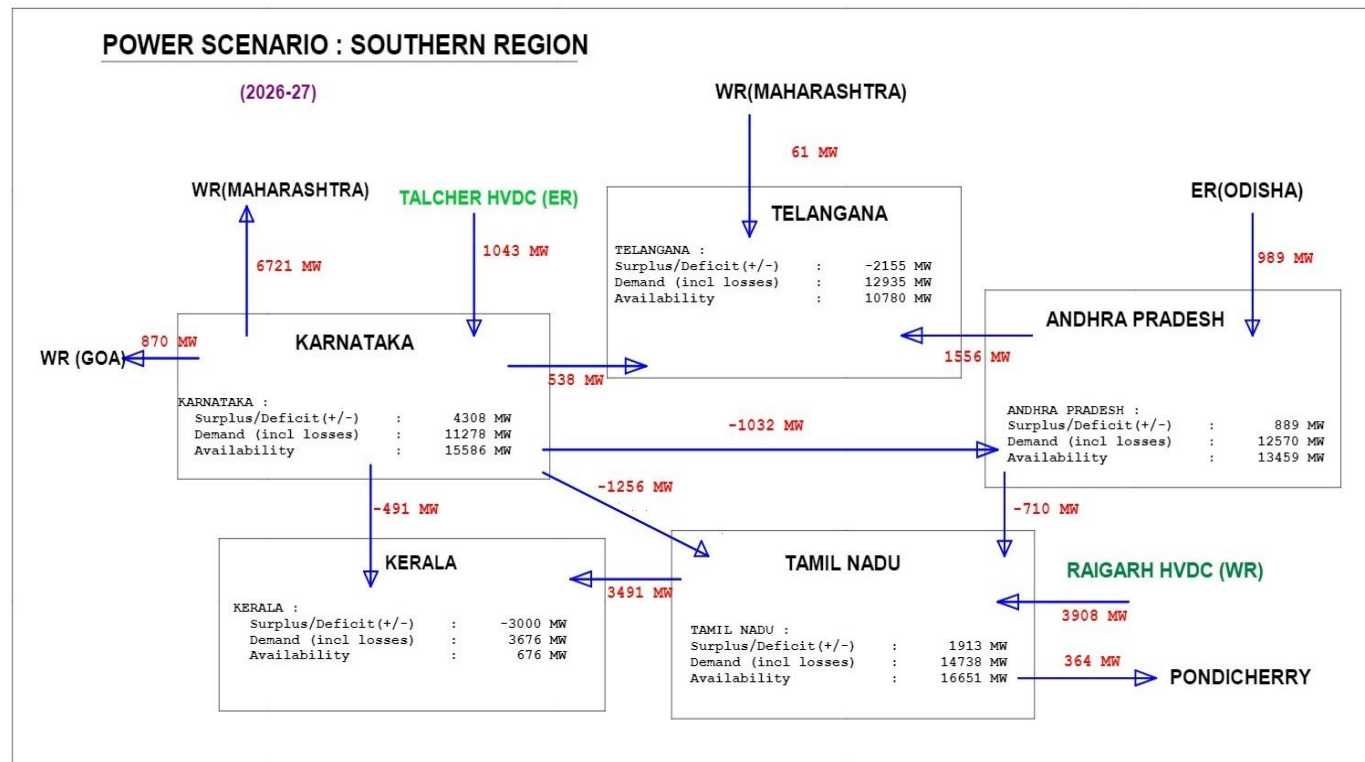 POWER SCENARIO : SOUTHERN REGION
(2026-27)
WR(MAHARASHTRA)
61 MW
WR(MAHARASHTRA)
TALCHER HVDC (ER)
ER(ODISHA)
6721 MW
1043 MW
989 MW
TELANGANA
TELANGANA :
Surplus/Deficit(+/-) : -2155 MW
Demand (incl losses) : 12935 MW
Availability : 10780 MW
WR (GOA)
870 MW
KARNATAKA
538 MW
1556 MW
ANDHRA PRADESH
KARNATAKA :
Surplus/Deficit(+/-) : 4308 MW
Demand (incl losses) : 11278 MW
Availability : 15586 MW
-1032 MW
ANDHRA PRADESH :
Surplus/Deficit(+/-) : 889 MW
Demand (incl losses) : 12570 MW
Availability : 13459 MW
-491 MW
-1256 MW
-710 MW
KERALA
3491 MW
TAMIL NADU
RAIGARH HVDC (WR)
3908 MW
KERALA :
Surplus/Deficit(+/-) : -3000 MW
Demand (incl losses) : 3676 MW
Availability : 676 MW
TAMIL NADU :
Surplus/Deficit(+/-) : 1913 MW
Demand (incl losses) : 14738 MW
Availability : 16651 MW
364 MW
PONDICHERRY